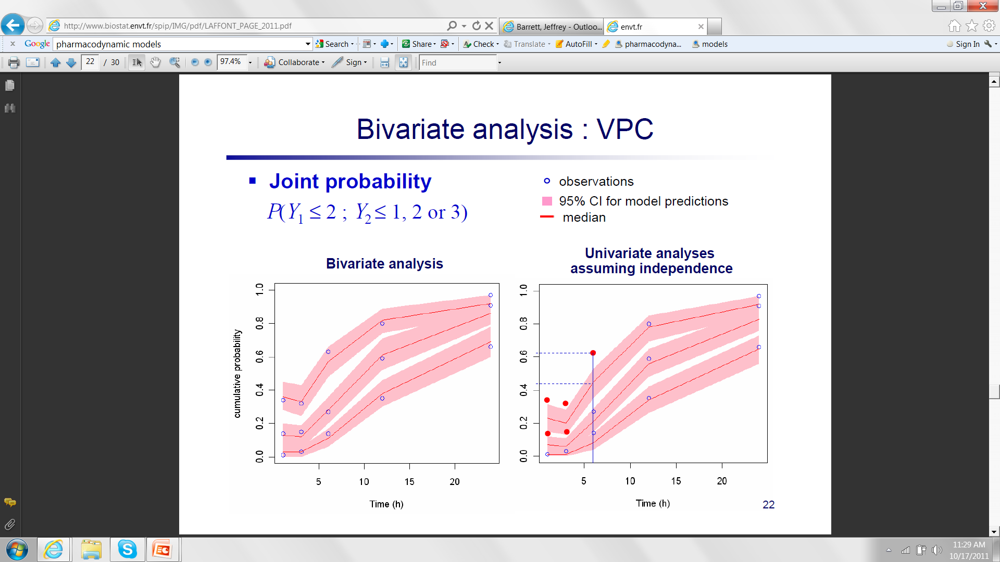 http://www.biostat.envt.fr/spip/IMG/pdf/LAFFONT_PAGE_2011.pdf
Barrett, Jeffrey - Outloo...
envt.fr
x Google pharmacodynamic models Search Share Check Translate AutoFill pharmacodyna... models Sign In
22 / 30 97.4% Collaborate Sign Find
Bivariate analysis : VPC
Joint probability
P(Y₁ ≤ 2 ; Y₂ ≤ 1, 2 or 3)
observations
95% CI for model predictions
median
Bivariate analysis
cumulative probability
1.0
0.8
0.6
0.4
0.2
0.0
5 10 15 20
Time (h)
Univariate analyses
assuming independence
1.0
0.8
0.6
0.4
0.2
0.0
5 10 15 20
Time (h)
22
11:29 AM
10/17/2011